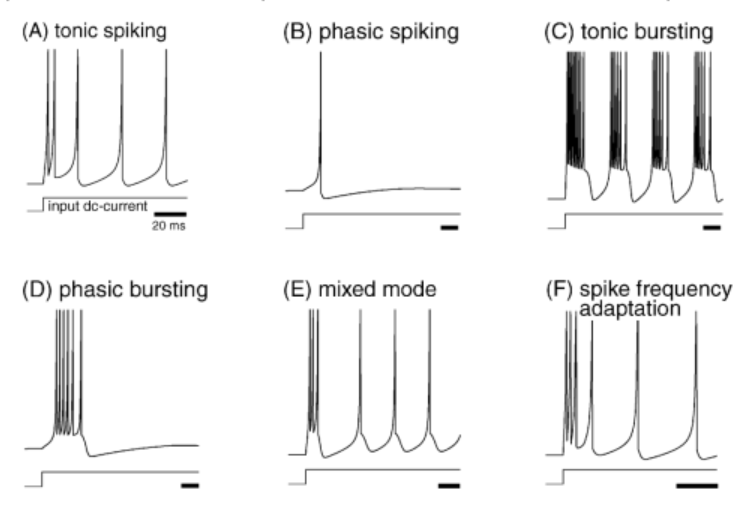 (A) tonic spiking
(B) phasic spiking
(C) tonic bursting
input dc-current
20 ms
(D) phasic bursting
(E) mixed mode
(F) spike frequency
adaptation